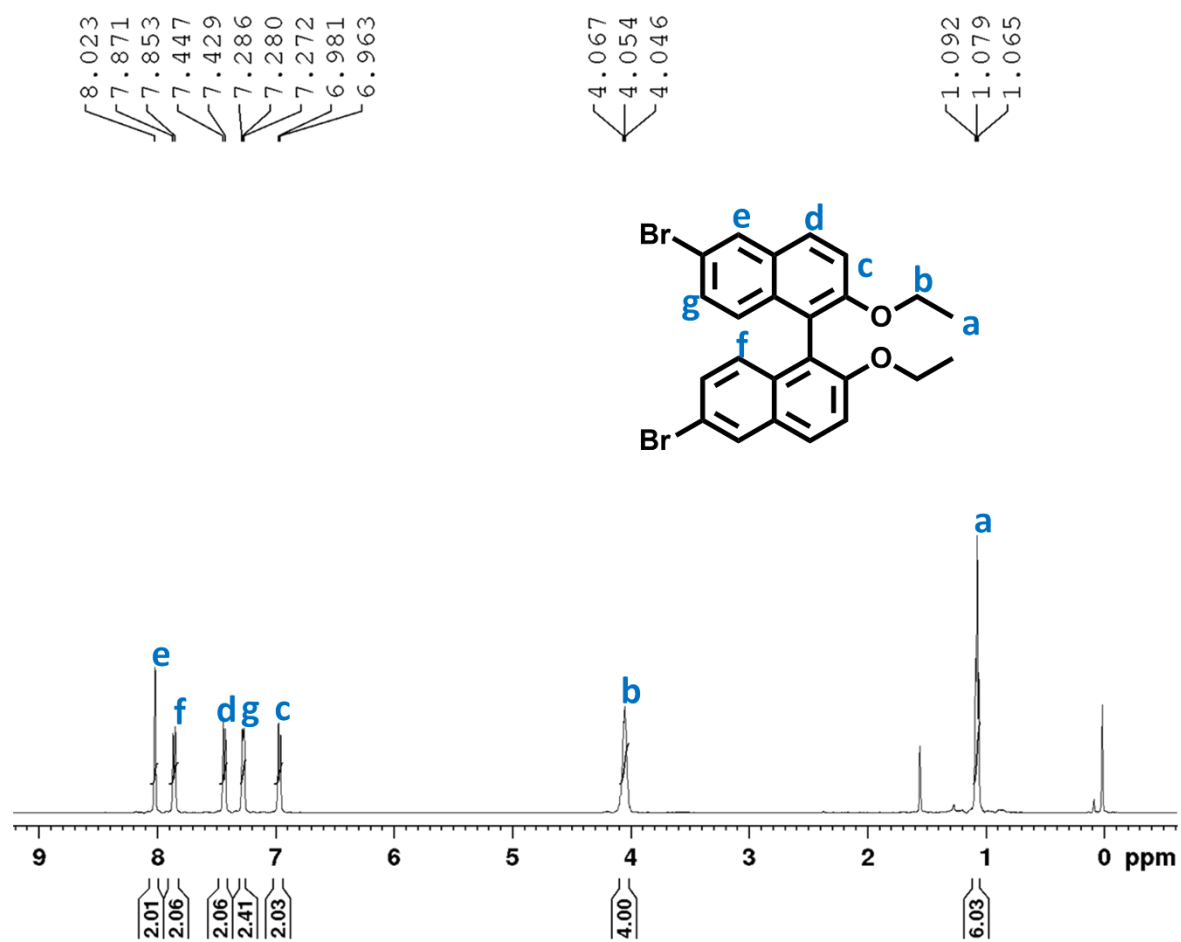 8.023
7.871
7.853
7.447
7.429
7.286
7.280
7.272
6.981
6.963
4.067
4.054
4.046
1.092
1.079
1.065
Br e d
c
g b
O a
f
O
Br
a
e f d g c b
9 8 7 6 5 4 3 2 1 0 ppm
2.01 2.06 2.06 2.41 2.03 4.00 6.03